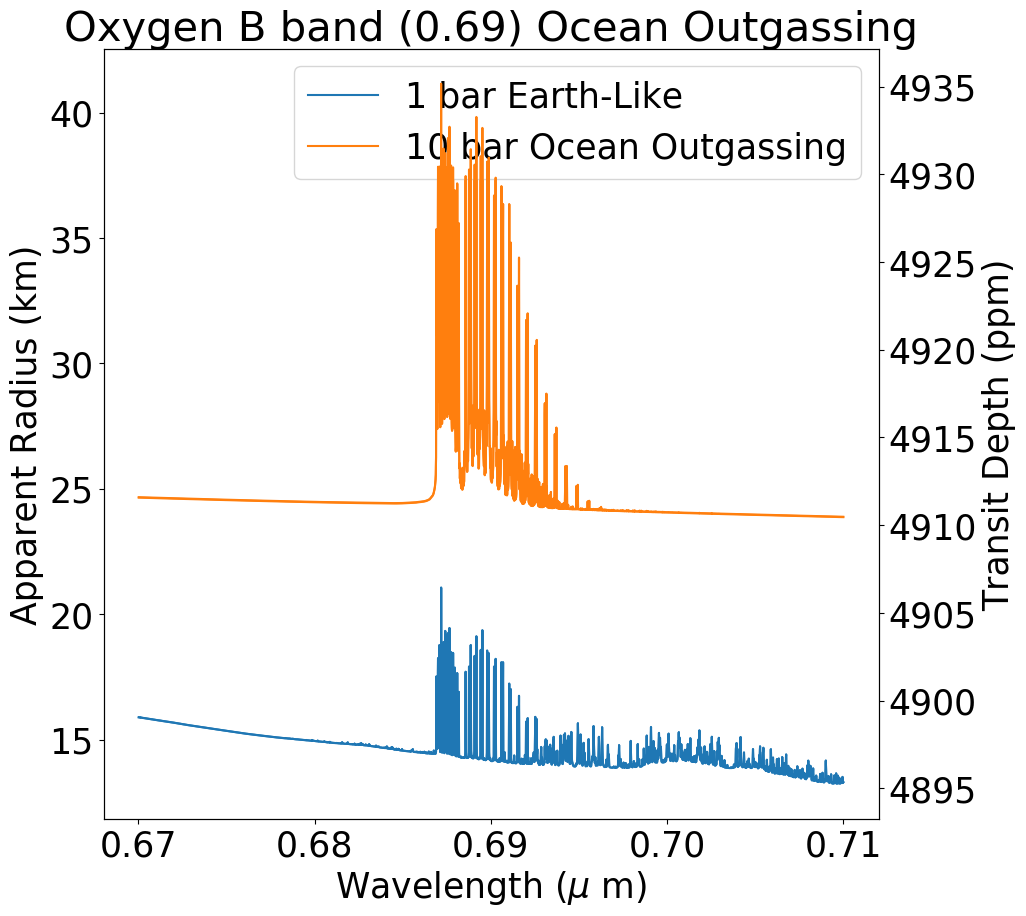 Oxygen B band (0.69) Ocean Outgassing
1 bar Earth-Like
10 bar Ocean Outgassing
Apparent Radius (km)
40
35
30
25
20
15
Transit Depth (ppm)
4935
4930
4925
4920
4915
4910
4905
4900
4895
0.67 0.68 0.69 0.70 0.71
Wavelength (μ m)